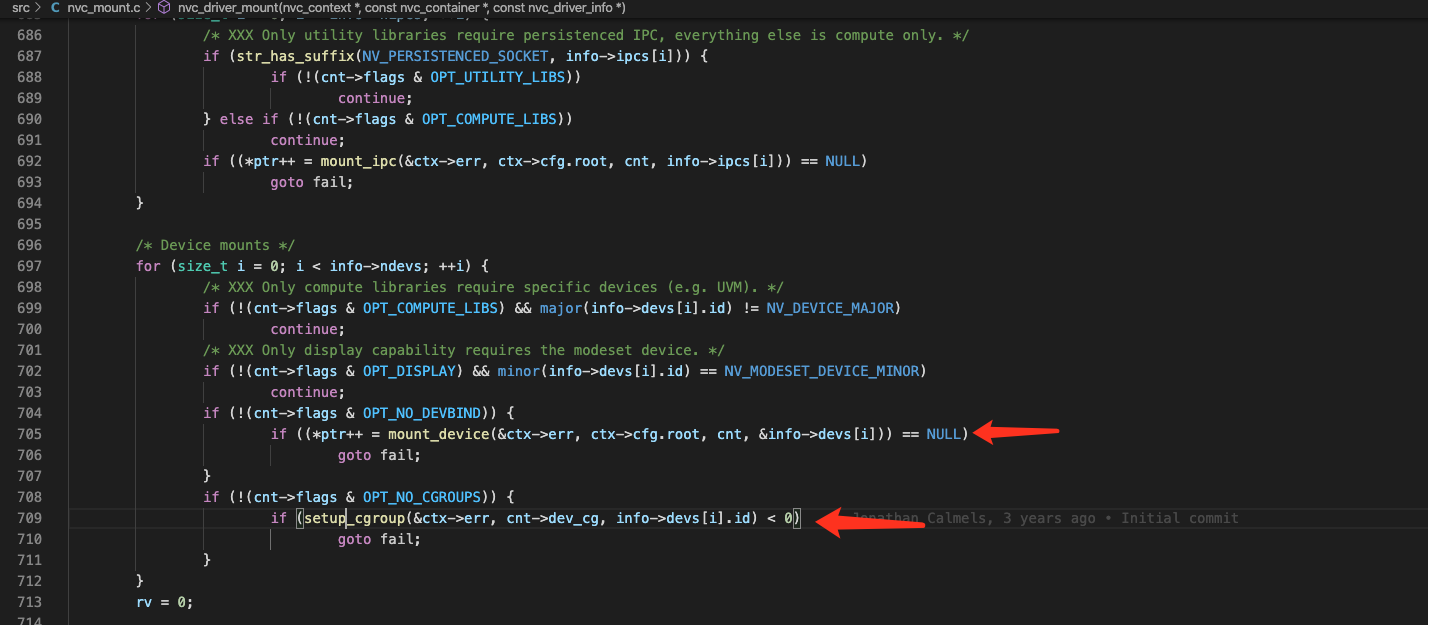 src > C nvc_mount.c > nvc_driver_mount(nvc_context *, const nvc_container *, const nvc_driver_info *)
686 /* XXX Only utility libraries require persistenced IPC, everything else is compute only. */
687 if (str_has_suffix(NV_PERSISTENCED_SOCKET, info->ipcs[i])) {
688 if (!(cnt->flags & OPT_UTILITY_LIBS))
689 continue;
690 } else if (!(cnt->flags & OPT_COMPUTE_LIBS))
691 continue;
692 if ((*ptr++ = mount_ipc(&ctx->err, ctx->cfg.root, cnt, info->ipcs[i])) == NULL)
693 goto fail;
694 }
695
696 /* Device mounts */
697 for (size_t i = 0; i < info->ndevs; ++i) {
698 /* XXX Only compute libraries require specific devices (e.g. UVM). */
699 if (!(cnt->flags & OPT_COMPUTE_LIBS) && major(info->devs[i].id) != NV_DEVICE_MAJOR)
700 continue;
701 /* XXX Only display capability requires the modeset device. */
702 if (!(cnt->flags & OPT_DISPLAY) && minor(info->devs[i].id) == NV_MODESET_DEVICE_MINOR)
703 continue;
704 if (!(cnt->flags & OPT_NO_DEVBIND)) {
705 if ((*ptr++ = mount_device(&ctx->err, ctx->cfg.root, cnt, &info->devs[i])) == NULL)
706 goto fail;
707 }
708 if (!(cnt->flags & OPT_NO_CGROUPS)) {
709 if (setup_cgroup(&ctx->err, cnt->dev_cg, info->devs[i].id) < 0) Jonathan Calmels, 3 years ago • Initial commit
710 goto fail;
711 }
712 }
713 rv = 0;
714